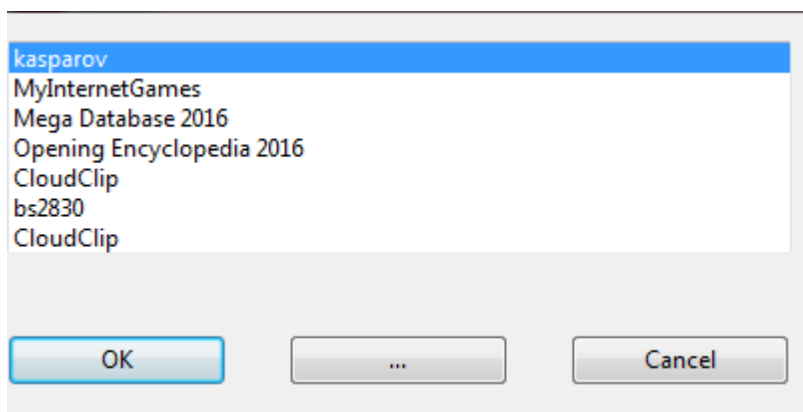 kasparov
MyInternetGames
Mega Database 2016
Opening Encyclopedia 2016
CloudClip
bs2830
CloudClip
OK ... Cancel